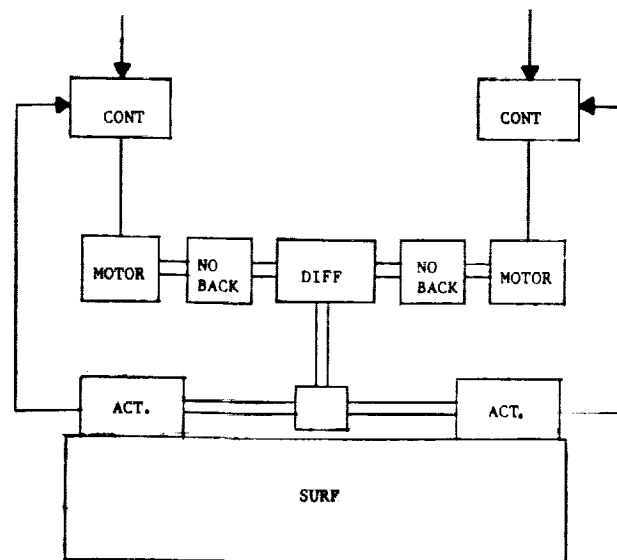 CONT
CONT
MOTOR
NO
BACK
DIFF
NO
BACK
MOTOR
ACT.
ACT.
SURF